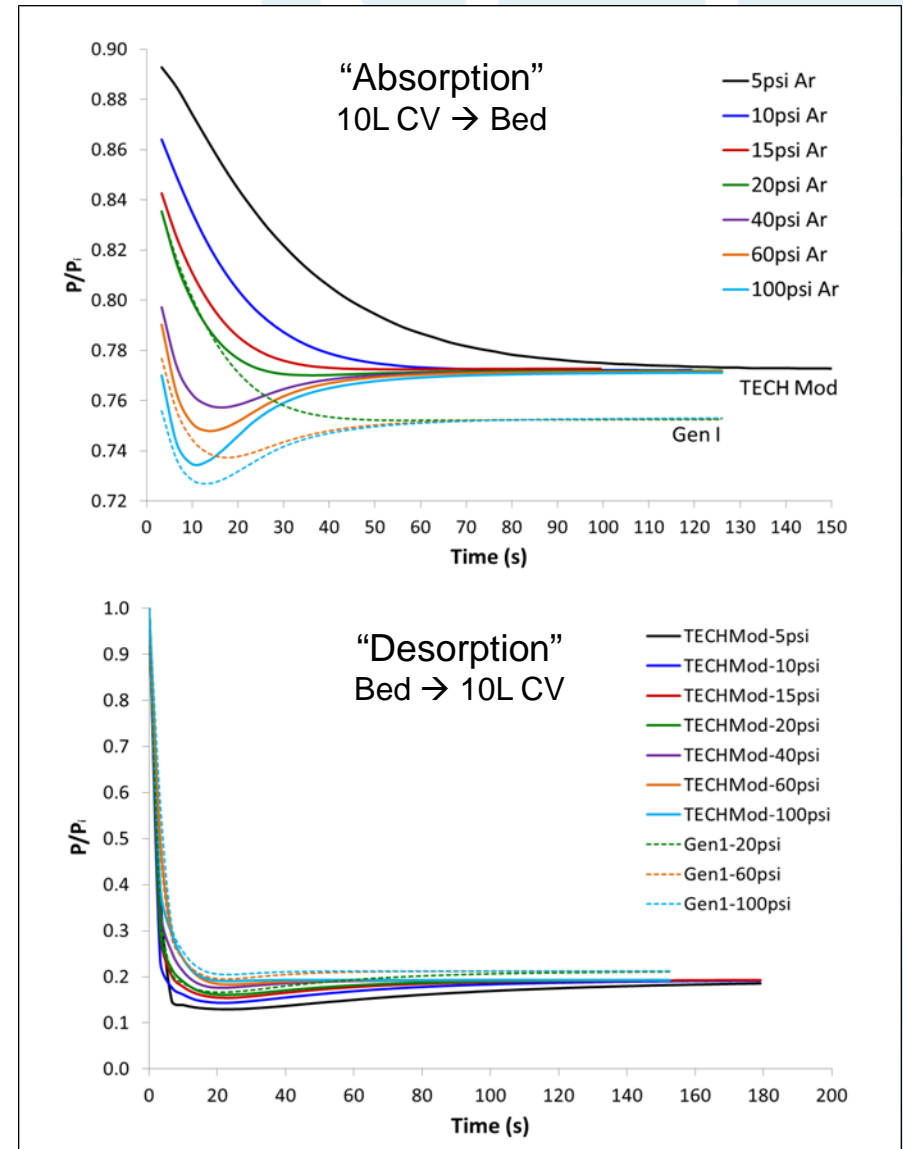 “Absorption”
10L CV → Bed
5psi Ar
10psi Ar
15psi Ar
20psi Ar
40psi Ar
60psi Ar
100psi Ar
0.90
0.88
0.86
0.84
0.82
0.80
0.78
0.76
0.74
0.72
P/Pi
TECH Mod
Gen I
0 10 20 30 40 50 60 70 80 90 100 110 120 130 140 150
Time (s)
“Desorption”
Bed → 10L CV
TECHMod-5psi
TECHMod-10psi
TECHMod-15psi
TECHMod-20psi
TECHMod-40psi
TECHMod-60psi
TECHMod-100psi
Gen1-20psi
Gen1-60psi
Gen1-100psi
1.0
0.9
0.8
0.7
0.6
0.5
0.4
0.3
0.2
0.1
0.0
P/Pi
0 20 40 60 80 100 120 140 160 180 200
Time (s)